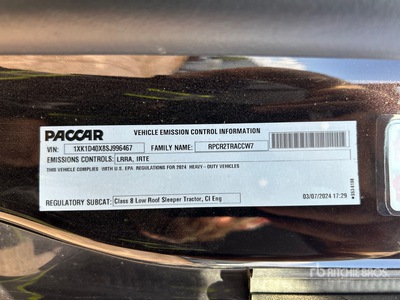 PACCAR VEHICLE EMISSION CONTROL INFORMATION
VIN: 1XK1D40X8SJ996467 FAMILY NAME: RPCR2TRACCW7
EMISSIONS CONTROLS: LRRA, IRTE
*THIS VEHICLE COMPLIES WITH U.S. EPA REGULATIONS FOR 2024 HEAVY-DUTY VEHICLES
REGULATORY SUBCAT: Class 8 Low Roof Sleeper Tractor, CI Eng 03/07/2024 17:29
RITCHIE BROS.